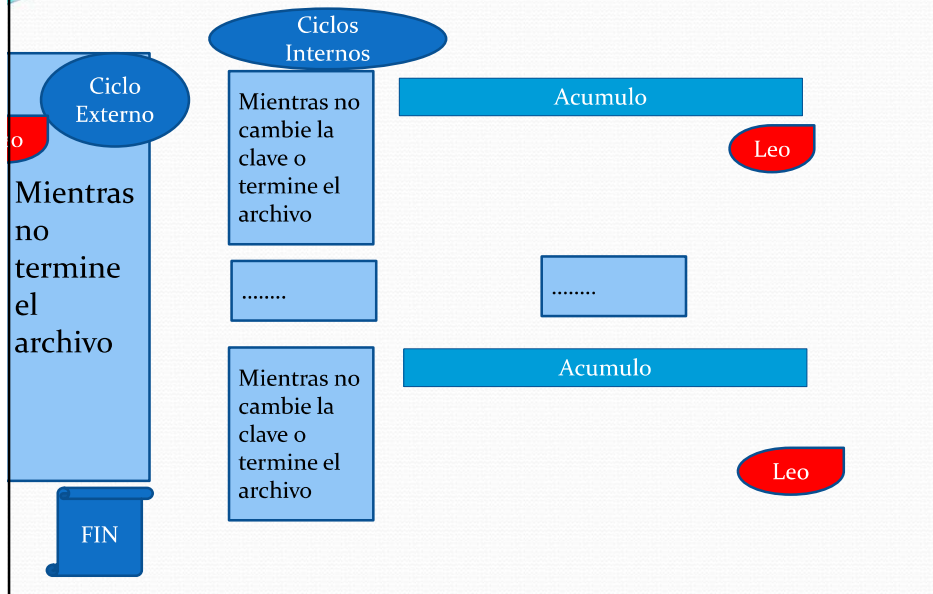 Ciclos
Internos
Ciclo
Externo
o
Mientras
no
termine
el
archivo
Mientras no
cambie la
clave o
termine el
archivo
Acumulo
Leo
........
........
Mientras no
cambie la
clave o
termine el
archivo
Acumulo
Leo
FIN